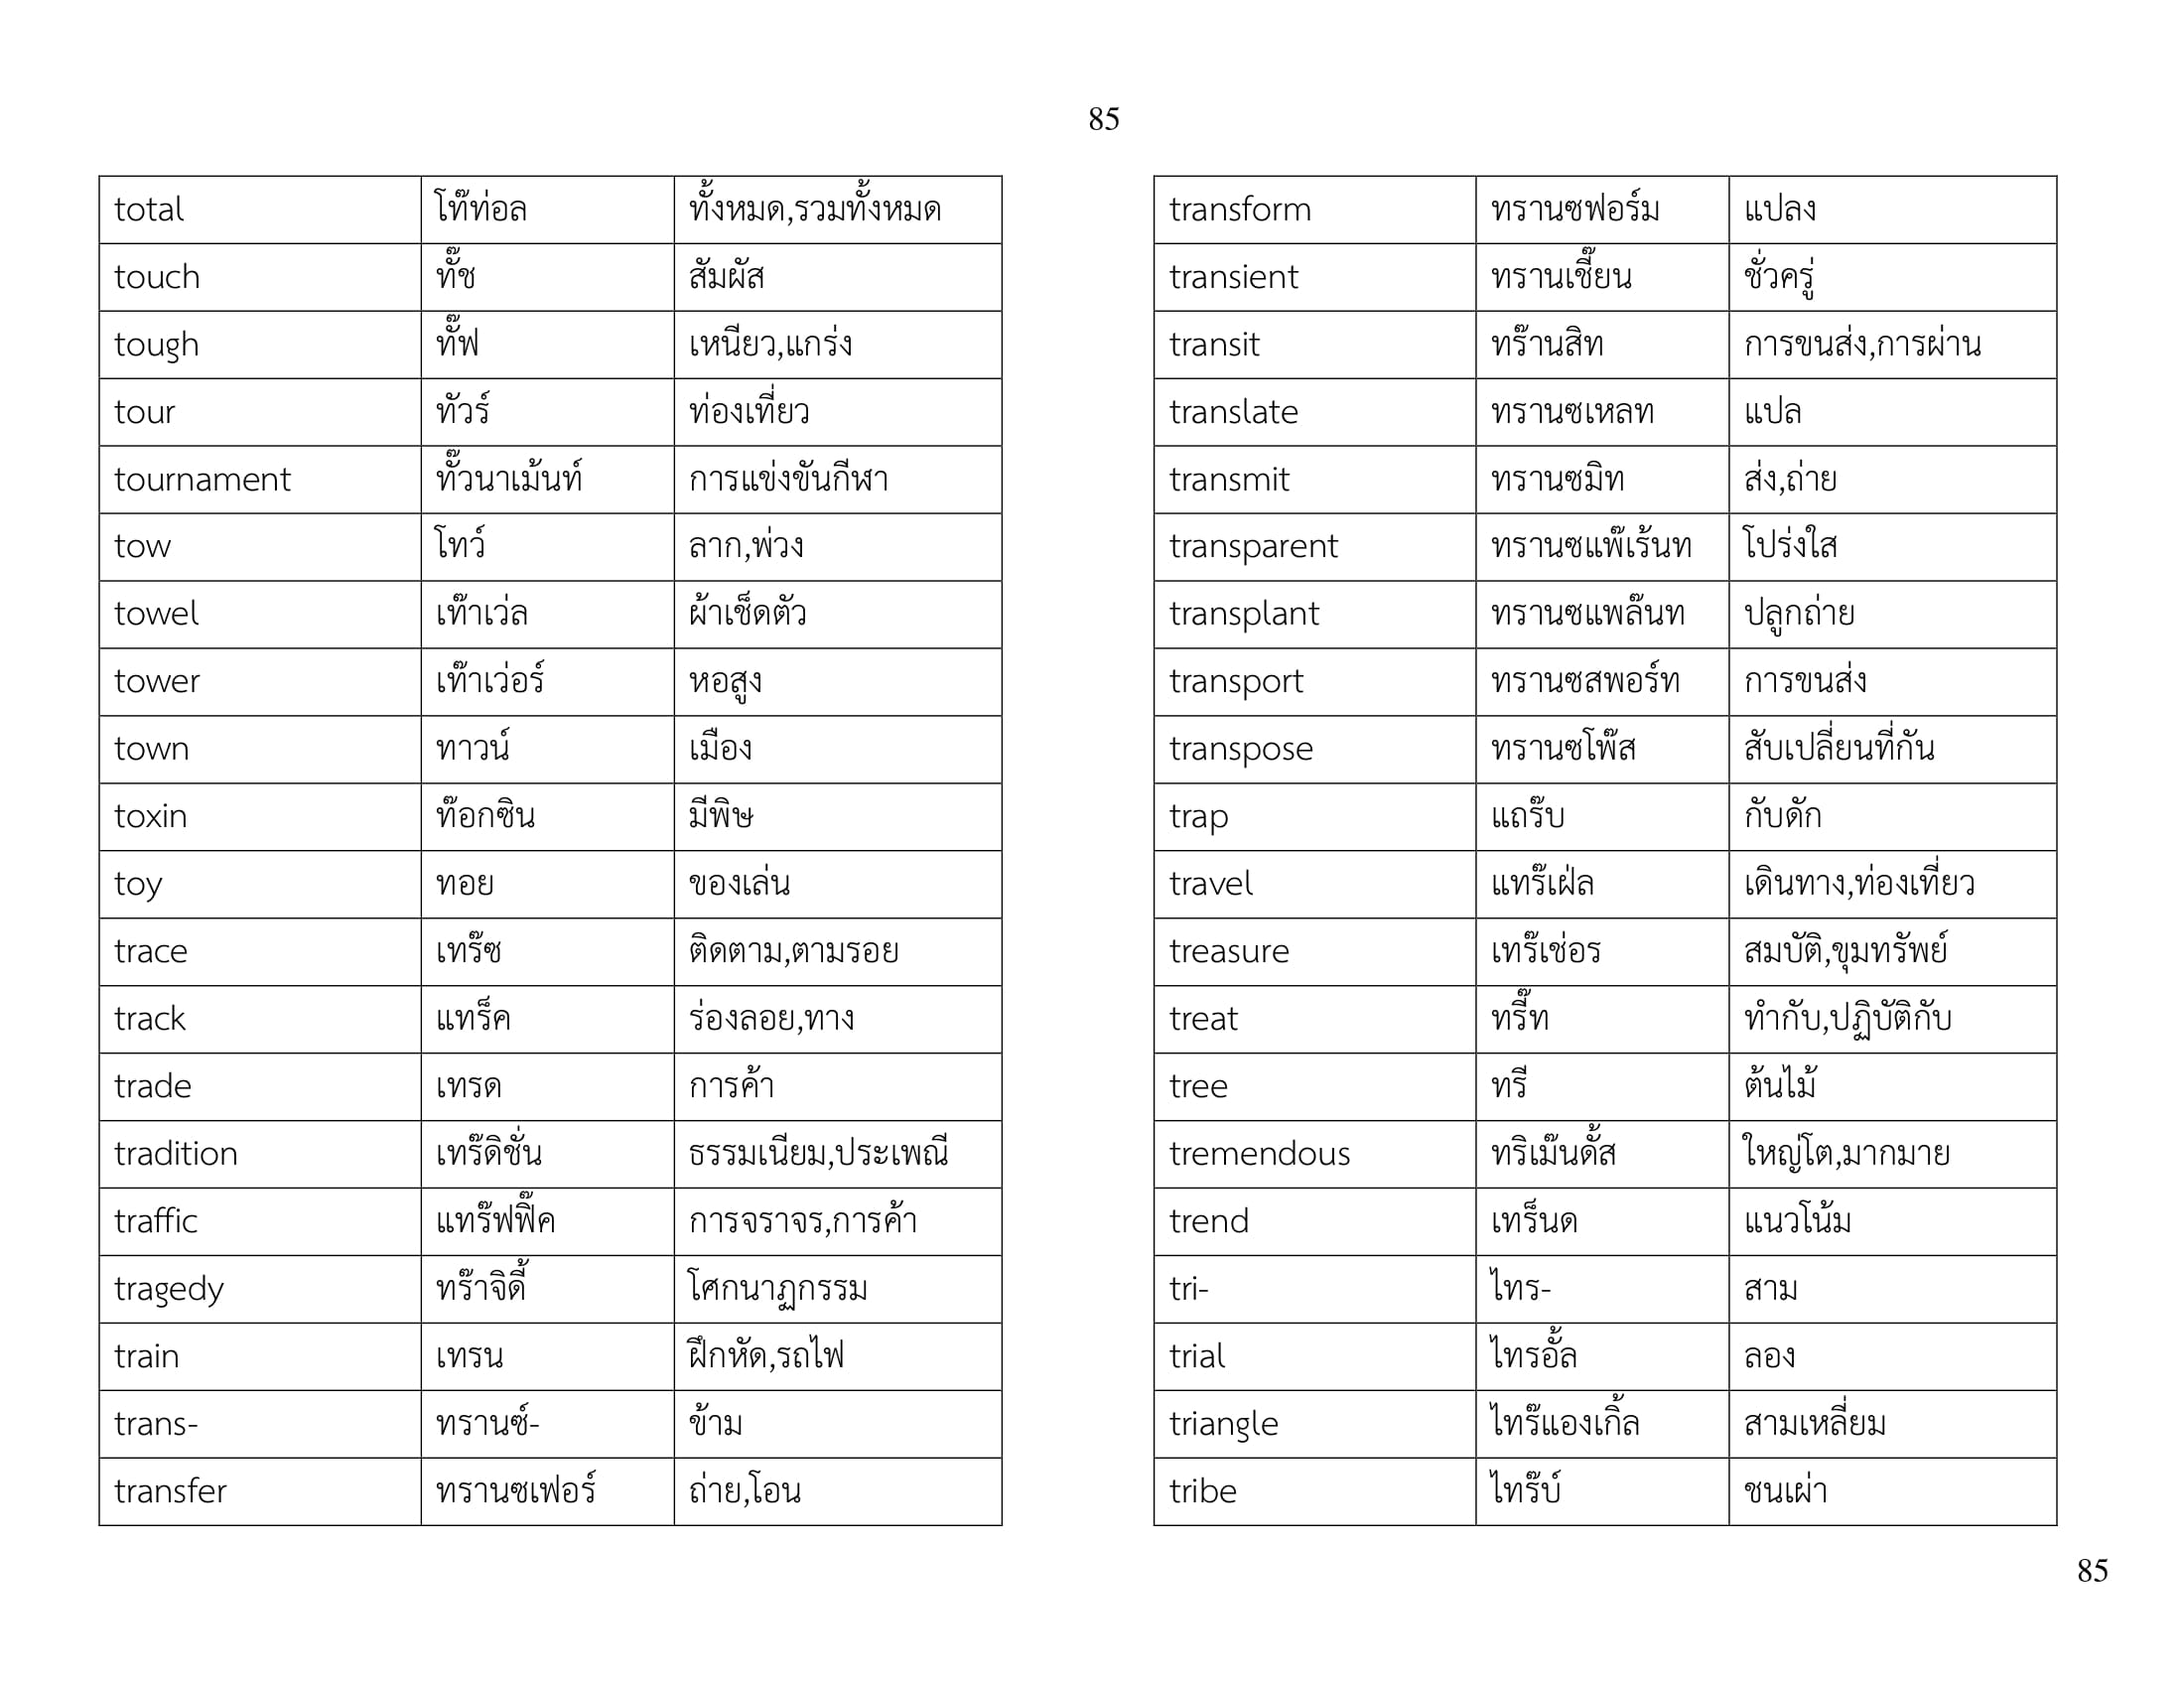 85
total โท๊ท่อล ทั้งหมด,รวมทั้งหมด
touch ทั๊ช สัมผัส
tough ทั๊ฟ เหนียว,แกร่ง
tour ทัวร์ ท่องเที่ยว
tournament ทั๊วนาเม้นท์ การแข่งขันกีฬา
tow โทว์ ลาก,พ่วง
towel เท๊าเว่ล ผ้าเช็ดตัว
tower เท๊าเว่อร์ หอสูง
town ทาวน์ เมือง
toxin ท๊อกซิน มีพิษ
toy ทอย ของเล่น
trace เทร๊ซ ติดตาม,ตามรอย
track แทร็ค ร่องลอย,ทาง
trade เทรด การค้า
tradition เทร๊ดิชั่น ธรรมเนียม,ประเพณี
traffic แทร๊ฟฟิ๊ค การจราจร,การค้า
tragedy ทร๊าจิดี้ โศกนาฏกรรม
train เทรน ฝึกหัด,รถไฟ
trans- ทรานซ์- ข้าม
transfer ทรานซเฟอร์ ถ่าย,โอน
transform ทรานซฟอร์ม แปลง
transient ทรานเชี๊ยน ชั่วครู่
transit ทร๊านสิท การขนส่ง,การผ่าน
translate ทรานซเหลท แปล
transmit ทรานซมิท ส่ง,ถ่าย
transparent ทรานซแพ๊เร้นท โปร่งใส
transplant ทรานซแพล๊นท ปลูกถ่าย
transport ทรานซสพอร์ท การขนส่ง
transpose ทรานซโพ๊ส สับเปลี่ยนที่กัน
trap แถร๊บ กับดัก
travel แทร๊เฝ่ล เดินทาง,ท่องเที่ยว
treasure เทร๊เช่อร สมบัติ,ขุมทรัพย์
treat ทรี๊ท ทำกับ,ปฏิบัติกับ
tree ทรี ต้นไม้
tremendous ทริเม๊นดั้ส ใหญ่โต,มากมาย
trend เทร็นด แนวโน้ม
tri- ไทร- สาม
trial ไทรอั้ล ลอง
triangle ไทร๊แองเกิ้ล สามเหลี่ยม
tribe ไทร๊บ์ ชนเผ่า
85